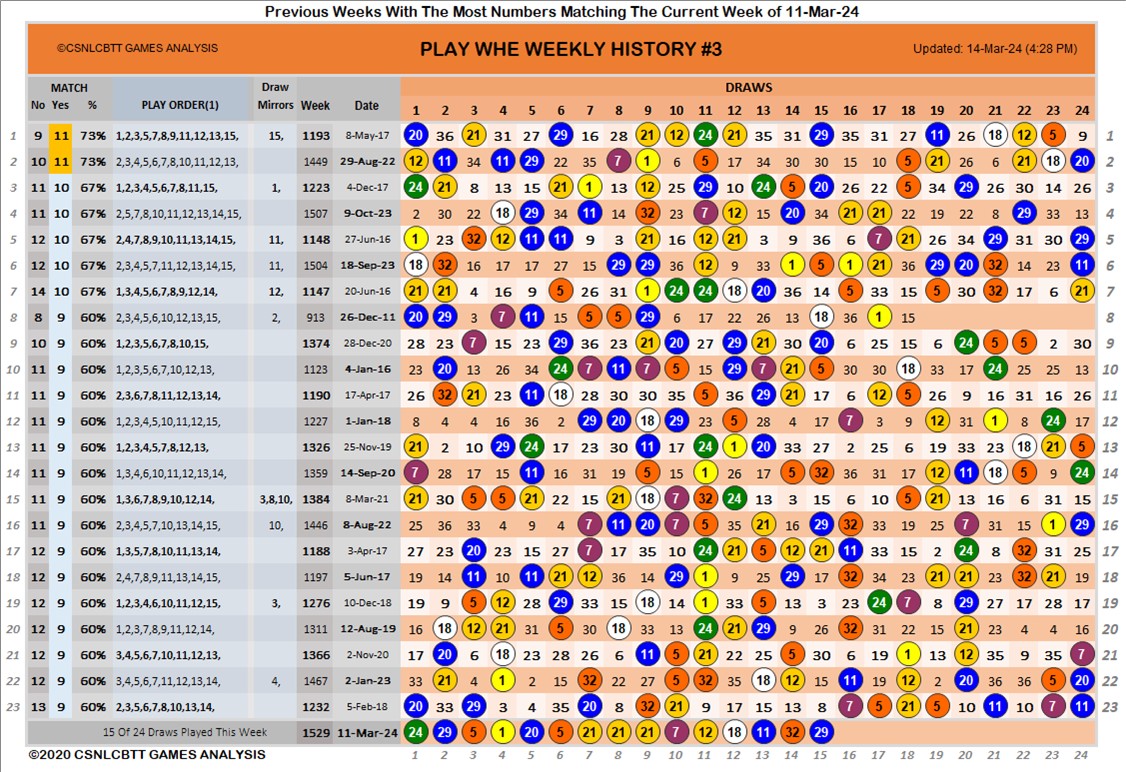 Previous Weeks With The Most Numbers Matching The Current Week of 11-Mar-24
©CSNLCBTT GAMES ANALYSIS PLAY WHE WEEKLY HISTORY #3 Updated: 14-Mar-24 (4:28 PM)
MATCH Draw DRAWS
No Yes % PLAY ORDER(1) Mirrors Week Date 1 2 3 4 5 6 7 8 9 10 11 12 13 14 15 16 17 18 19 20 21 22 23 24
1 9 11 73% 1,2,3,5,7,8,9,11,12,13,15, 15, 1193 8-May-17 20 36 21 31 27 29 16 28 21 12 24 21 35 31 29 35 31 27 11 26 18 12 5 9 1
2 10 11 73% 2,3,4,5,6,7,8,10,11,12,13, 1449 29-Aug-22 12 11 34 11 29 22 35 7 1 6 5 17 34 30 30 15 10 5 21 26 6 21 18 20 2
3 11 10 67% 1,2,3,4,5,6,7,8,11,15, 1, 1223 4-Dec-17 24 21 8 13 15 21 1 13 12 25 29 10 24 5 20 26 22 5 34 29 26 30 14 26 3
4 11 10 67% 2,5,7,8,10,11,12,13,14,15, 1507 9-Oct-23 2 30 22 18 29 34 11 14 32 23 7 12 15 20 34 21 21 22 19 22 8 29 33 13 4
5 12 10 67% 2,4,7,8,9,10,11,13,14,15, 11, 1148 27-Jun-16 1 23 32 12 11 11 9 3 21 16 12 21 3 9 36 6 7 21 26 34 29 31 30 29 5
6 12 10 67% 2,3,4,5,7,11,12,13,14,15, 11, 1504 18-Sep-23 18 32 16 17 17 27 15 29 29 36 12 9 33 1 5 1 21 36 29 20 32 14 23 11 6
7 14 10 67% 1,3,4,5,6,7,8,9,12,14, 12, 1147 20-Jun-16 21 21 4 16 9 5 26 31 1 24 24 18 20 36 14 5 33 15 5 30 32 17 6 21 7
8 8 9 60% 2,3,4,5,6,10,12,13,15, 2, 913 26-Dec-11 20 29 3 7 11 15 5 5 29 6 17 22 26 13 18 36 1 15 8
9 10 9 60% 1,2,3,5,6,7,8,10,15, 1374 28-Dec-20 28 23 7 15 23 29 36 23 21 20 27 29 21 30 20 6 25 15 6 24 5 5 2 30 9
10 11 9 60% 1,2,3,5,6,7,10,12,13, 1123 4-Jan-16 23 20 13 26 34 24 7 11 7 5 15 29 7 21 5 30 30 18 33 17 24 25 25 13 10
11 11 9 60% 2,3,6,7,8,11,12,13,14, 1190 17-Apr-17 26 32 21 23 11 18 28 30 30 35 5 36 29 21 17 6 12 5 26 9 16 31 16 26 11
12 11 9 60% 1,2,3,4,5,10,11,12,15, 1227 1-Jan-18 8 4 4 16 36 4 29 20 18 29 23 5 28 4 17 7 3 9 12 31 1 8 24 17 12
13 11 9 60% 1,2,3,4,5,7,8,12,13, 1326 25-Nov-19 21 2 10 29 24 17 23 30 11 17 24 1 20 33 27 2 25 6 19 33 23 18 21 5 13
14 11 9 60% 1,3,4,6,10,11,12,13,14, 1359 14-Sep-20 7 28 17 15 11 16 31 19 5 15 1 26 17 5 32 36 31 17 12 11 18 5 9 24 14
15 11 9 60% 1,3,6,7,8,9,10,12,14, 3,8,10, 1384 8-Mar-21 21 30 5 5 21 22 15 21 18 7 32 24 13 3 15 6 10 5 21 13 16 6 31 15 15
16 11 9 60% 2,3,4,5,7,10,13,14,15, 10, 1446 8-Aug-22 25 36 33 4 9 4 7 11 20 7 5 35 21 16 29 32 33 19 25 7 31 15 1 29 16
17 12 9 60% 1,3,5,7,8,10,11,13,14, 1188 3-Apr-17 27 23 20 23 15 27 7 17 35 10 24 21 5 12 21 11 33 15 2 24 8 32 31 25 17
18 12 9 60% 2,4,7,8,9,11,13,14,15, 1197 5-Jun-17 19 14 11 10 11 21 12 36 14 29 1 9 25 29 17 32 34 23 21 21 23 32 21 19 18
19 12 9 60% 1,2,3,4,6,10,11,12,15, 3, 1276 10-Dec-18 19 9 5 12 28 29 33 15 18 14 1 33 5 13 3 23 24 7 8 29 27 17 28 17 19
20 12 9 60% 1,2,3,7,8,9,11,12,14, 1311 12-Aug-19 16 18 12 21 31 5 30 18 33 13 24 21 29 9 26 32 31 22 15 21 23 4 4 16 20
21 12 9 60% 3,4,5,6,7,10,11,12,13, 1366 2-Nov-20 17 20 6 18 23 28 26 6 11 5 21 22 25 5 30 6 19 1 13 12 35 9 35 7 21
22 12 9 60% 3,4,5,6,7,11,12,13,14, 4, 1467 2-Jan-23 33 21 4 1 2 15 32 22 27 5 32 33 18 12 15 11 19 12 2 20 36 36 5 20 22
23 13 9 60% 2,3,5,6,7,8,10,13,14, 1232 5-Feb-18 20 33 29 3 4 35 20 8 32 21 9 17 15 13 8 7 5 21 5 10 11 10 7 11 23
15 Of 24 Draws Played This Week 1529 11-Mar-24 24 29 5 1 20 5 21 21 21 7 12 18 11 32 29
©2020 CSNLCBTT GAMES ANALYSIS 1 2 3 4 5 6 7 8 9 10 11 12 13 14 15 16 17 18 19 20 21 22 23 24